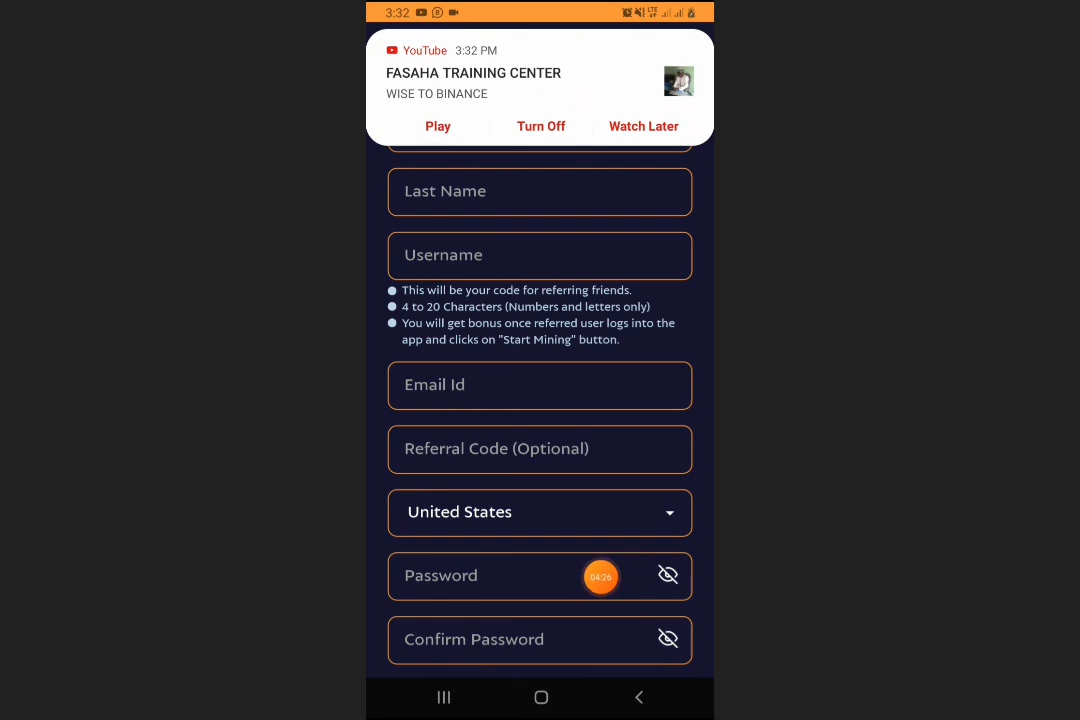 3:32
LTE
YouTube 3:32 PM
FASAHA TRAINING CENTER
WISE TO BINANCE
Play Turn Off Watch Later
Last Name
Username
This will be your code for referring friends.
4 to 20 Characters (Numbers and letters only)
You will get bonus once referred user logs into the
app and clicks on "Start Mining" button.
Email Id
Referral Code (Optional)
United States
Password
04:26
Confirm Password